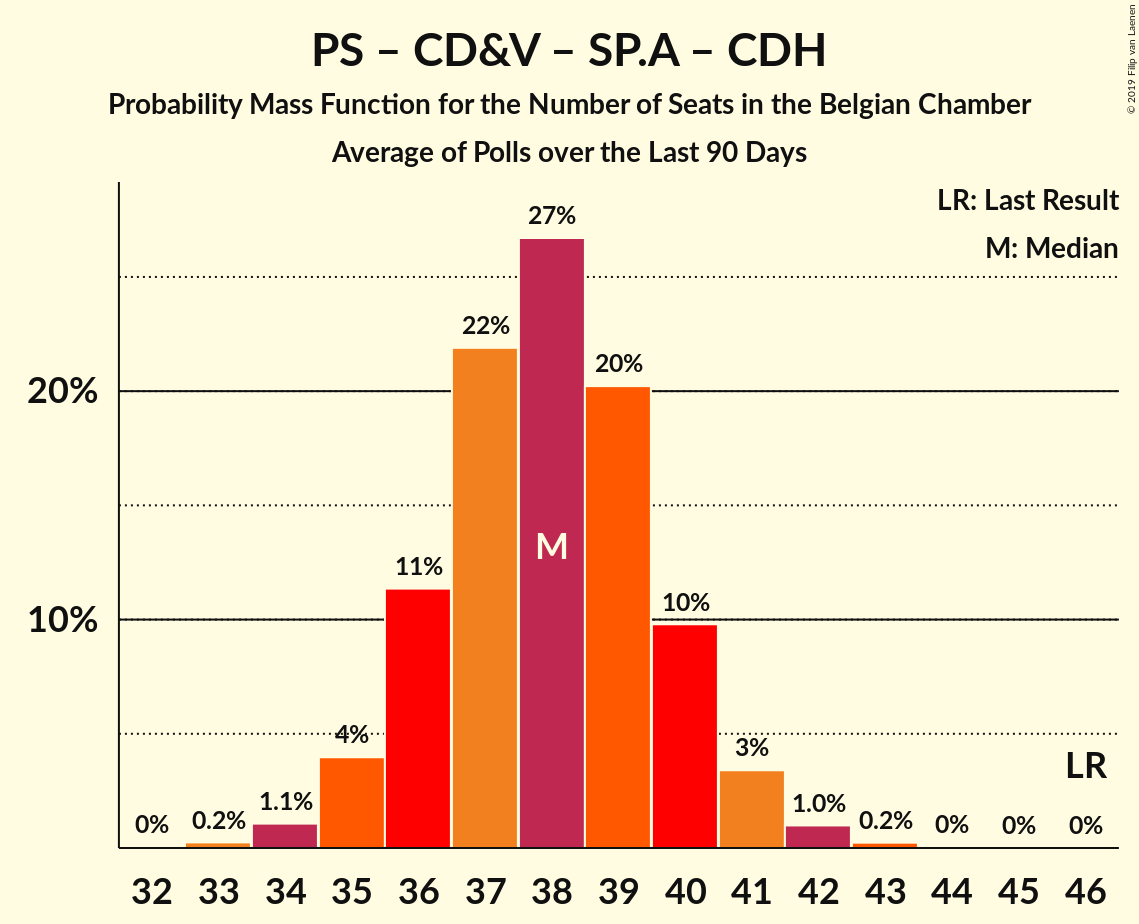 PS – CD&V – SP.A – CDH
Probability Mass Function for the Number of Seats in the Belgian Chamber
Average of Polls over the Last 90 Days
© 2019 Filip van Laenen
LR: Last Result
M: Median
27%
22%
20%
20%
M
11%
10%
10%
4%
3%
LR
0%
0.2%
1.1%
1.0%
0.2%
0%
0%
0%
32 33 34 35 36 37 38 39 40 41 42 43 44 45 46